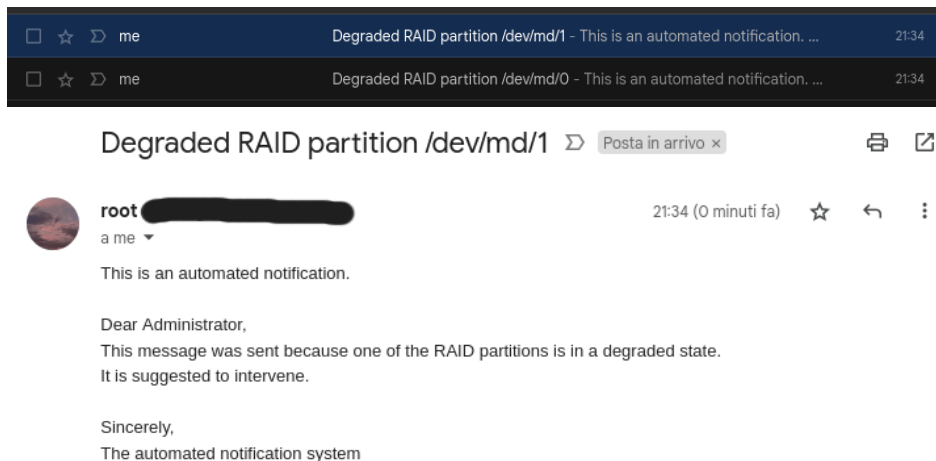 me Degraded RAID partition /dev/md/1 - This is an automated notification. ... 21:34
me Degraded RAID partition /dev/md/0 - This is an automated notification. ... 21:34
Degraded RAID partition /dev/md/1 Posta in arrivo ×
root 21:34 (0 minuti fa)
a me
This is an automated notification.
Dear Administrator,
This message was sent because one of the RAID partitions is in a degraded state.
It is suggested to intervene.
Sincerely,
The automated notification system